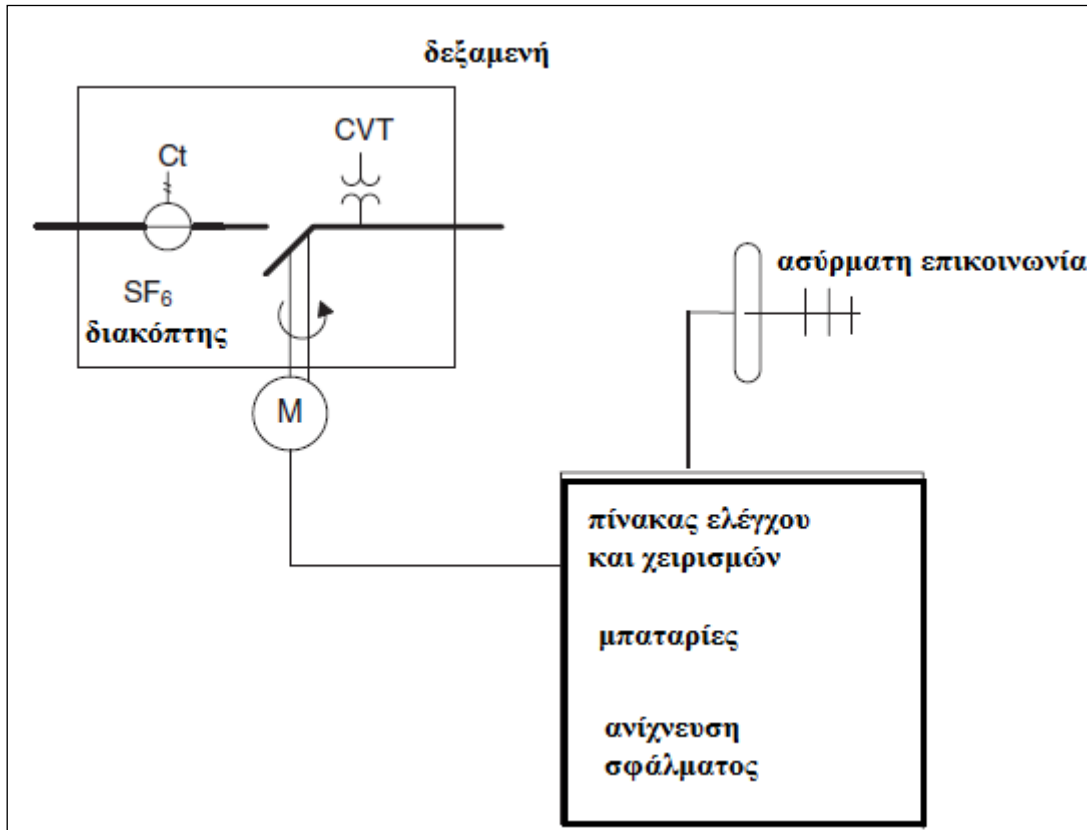 δεξαμενή
CVT
Ct
SF₆
διακόπτης
M
ασύρματη επικοινωνία
πίνακας ελέγχου
και χειρισμών
μπαταρίες
ανίχνευση
σφάλματος